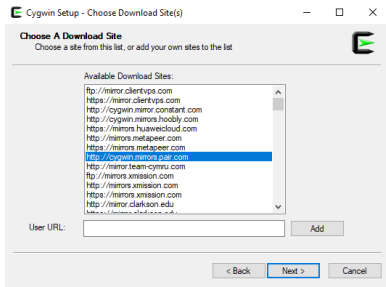 Cygwin Setup - Choose Download Site(s)
Choose A Download Site
Choose a site from this list, or add your own sites to the list
Available Download Sites:
ftp://mirror.clientvps.com
https://mirror.clientvps.com
http://cygwin.mirror.constant.com
http://cygwin.mirrors.hoobly.com
https://mirrors.huaweicloud.com
http://mirrors.metapeer.com
https://mirrors.metapeer.com
http://cygwin.mirrors.pair.com
http://mirror.team-cymru.com
ftp://mirrors.xmission.com
http://mirrors.xmission.com
https://mirrors.xmission.com
http://mirror.clarkson.edu
https://mirror.clarkson.edu
User URL:
Add
< Back
Next >
Cancel